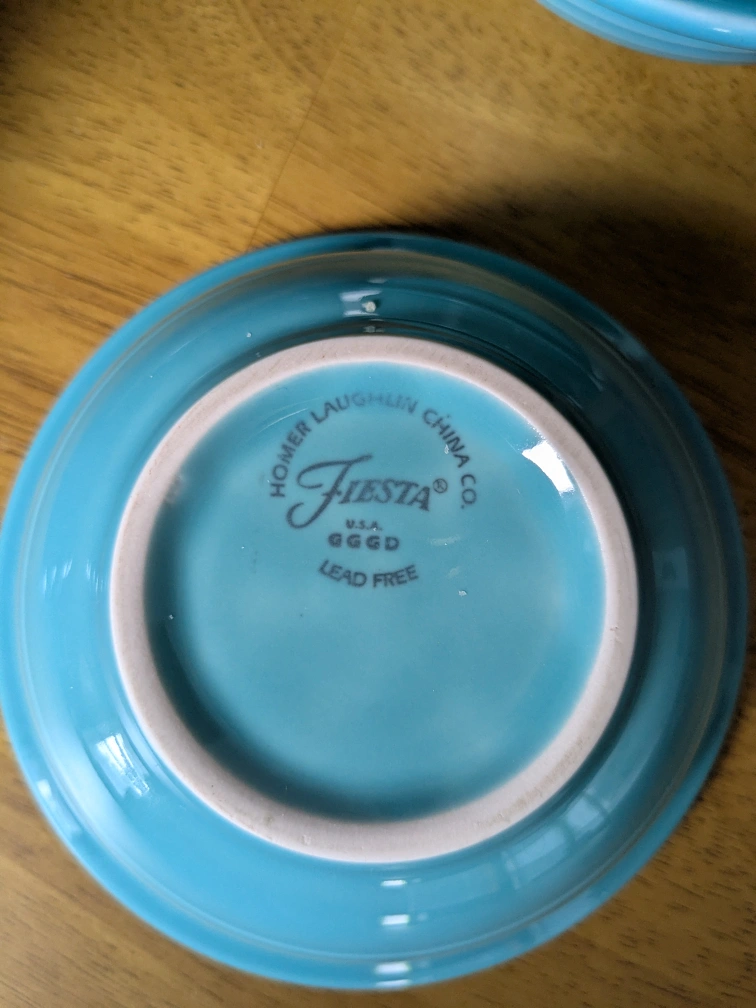 HOMER LAUGHLIN CHINA CO.
FIESTA®
U.S.A.
GGGD
LEAD FREE